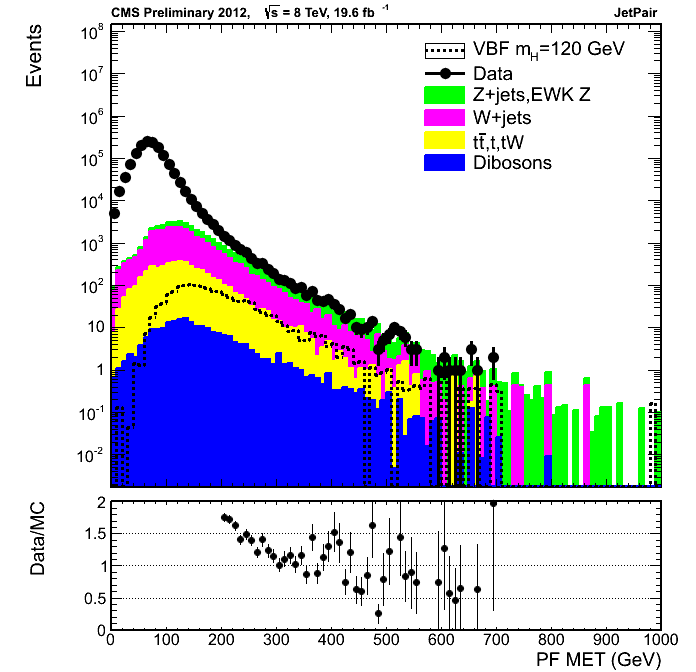 CMS Preliminary 2012, √s = 8 TeV, 19.6 fb⁻¹ JetPair
Events
10⁸
10⁷
10⁶
10⁵
10⁴
10³
10²
10
1
10⁻¹
10⁻²
VBF m_H=120 GeV
Data
Z+jets,EWK Z
W+jets
tt̄,t,tW
Dibosons
Data/MC
2
1.5
1
0.5
0
0 100 200 300 400 500 600 700 800 900 1000
PF MET (GeV)